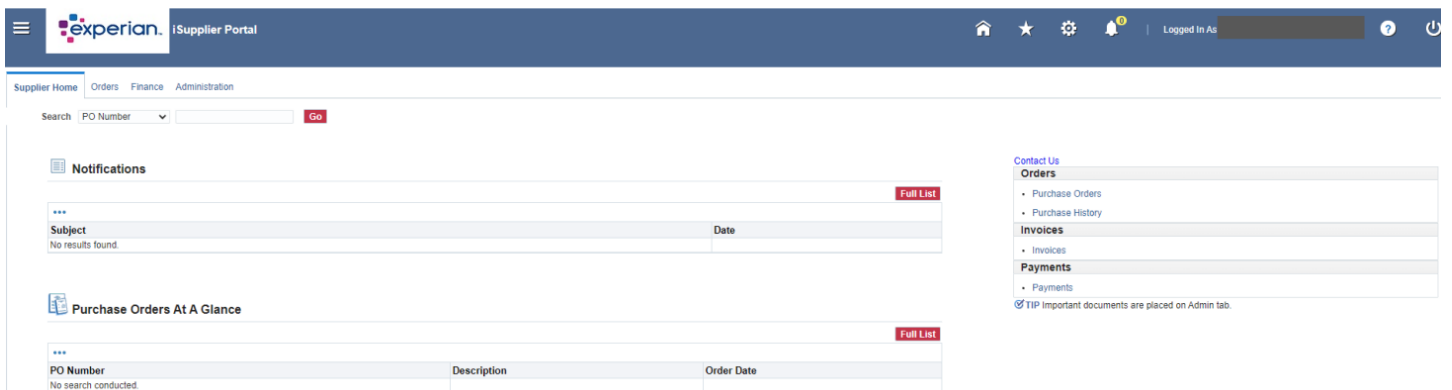 experian. iSupplier Portal 0 | Logged In As ?
Supplier Home Orders Finance Administration
Search PO Number Go
Notifications
Full List
Subject Date
No results found.
Purchase Orders At A Glance
Full List
PO Number Description Order Date
No search conducted.
Contact Us
Orders
• Purchase Orders
• Purchase History
Invoices
• Invoices
Payments
• Payments
TIP Important documents are placed on Admin tab.